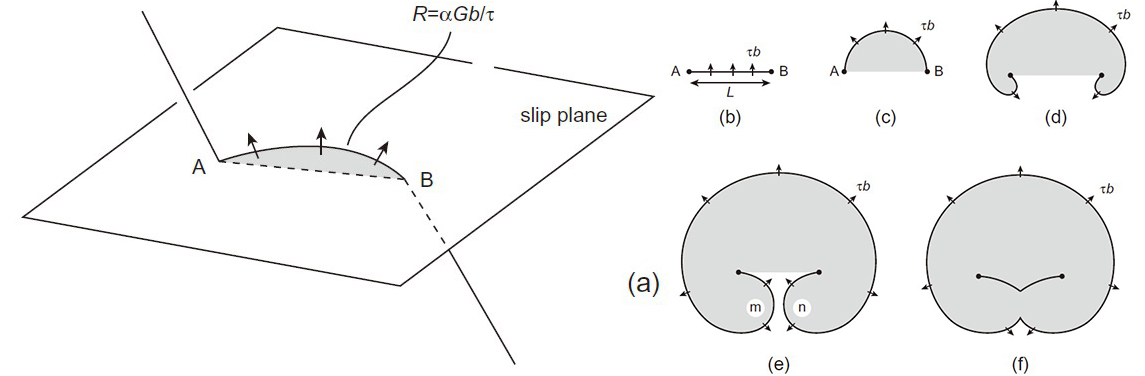 R=αGb/τ
slip plane
A
B
(a)
τb
A
B
L
(b)
τb
A
B
(c)
τb
(d)
τb
m
n
(e)
τb
(f)